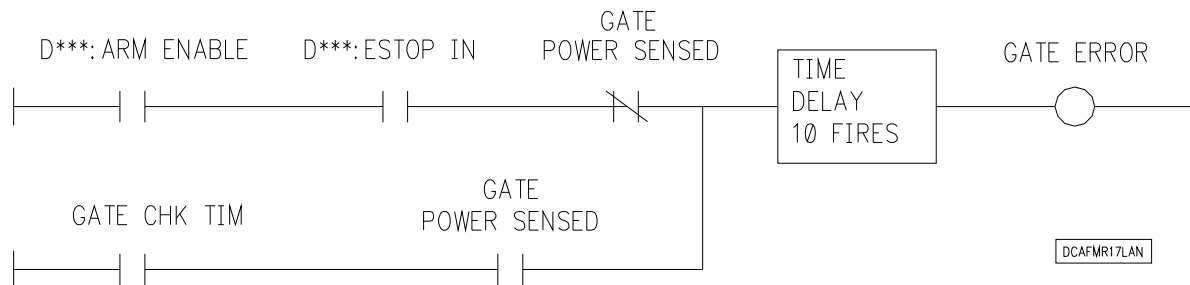 D***:ARM ENABLE
D***:ESTOP IN
GATE
POWER SENSED
TIME
DELAY
10 FIRES
GATE ERROR
GATE CHK TIM
GATE
POWER SENSED
DCAFMR17LAN